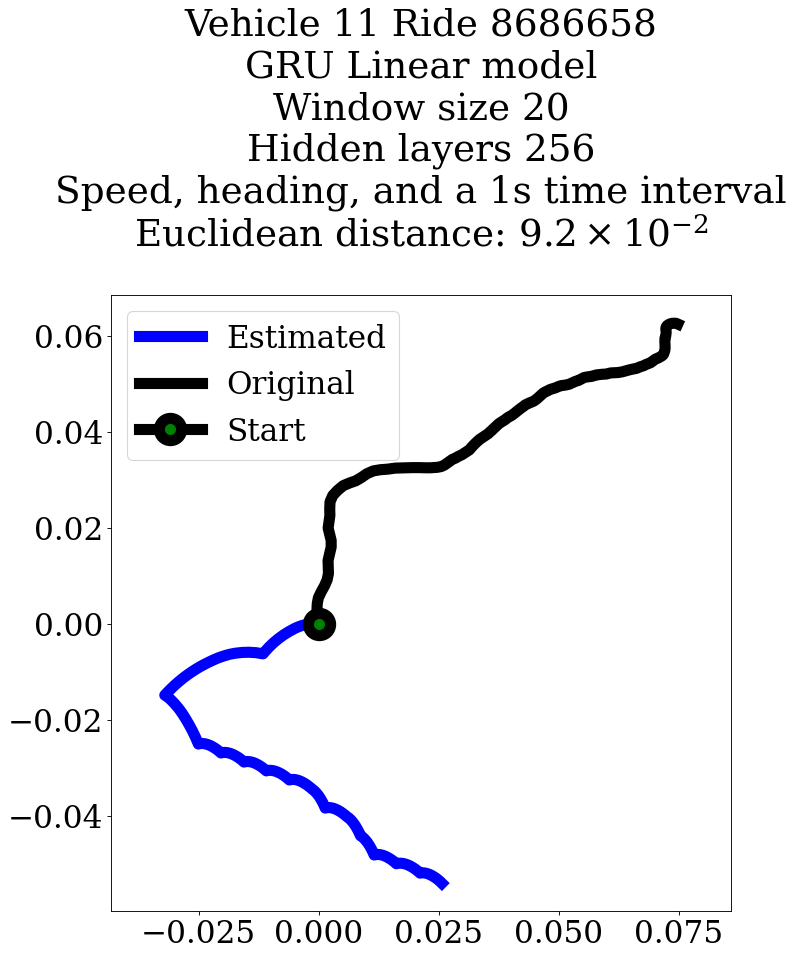 Vehicle 11 Ride 8686658
GRU Linear model
Window size 20
Hidden layers 256
Speed, heading, and a 1s time interval
Euclidean distance: 9.2 × 10⁻²
Estimated
Original
Start
0.06
0.04
0.02
0.00
−0.02
−0.04
−0.025 0.000 0.025 0.050 0.075